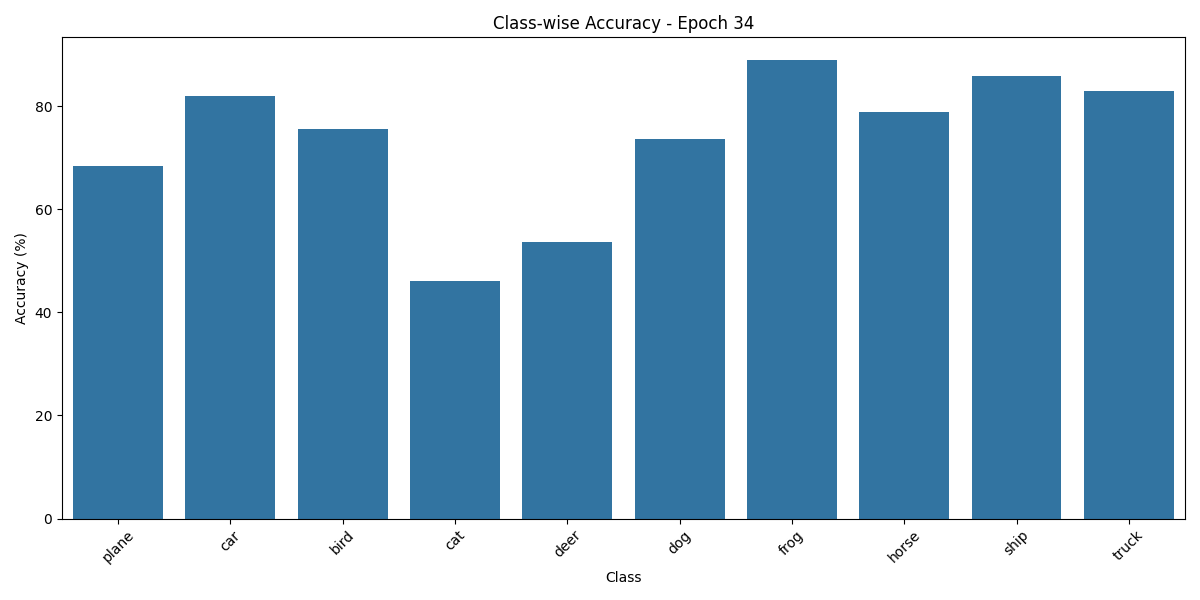 Class-wise Accuracy - Epoch 34
Accuracy (%)
80
60
40
20
0
plane
car
bird
cat
deer
dog
frog
horse
ship
truck
Class